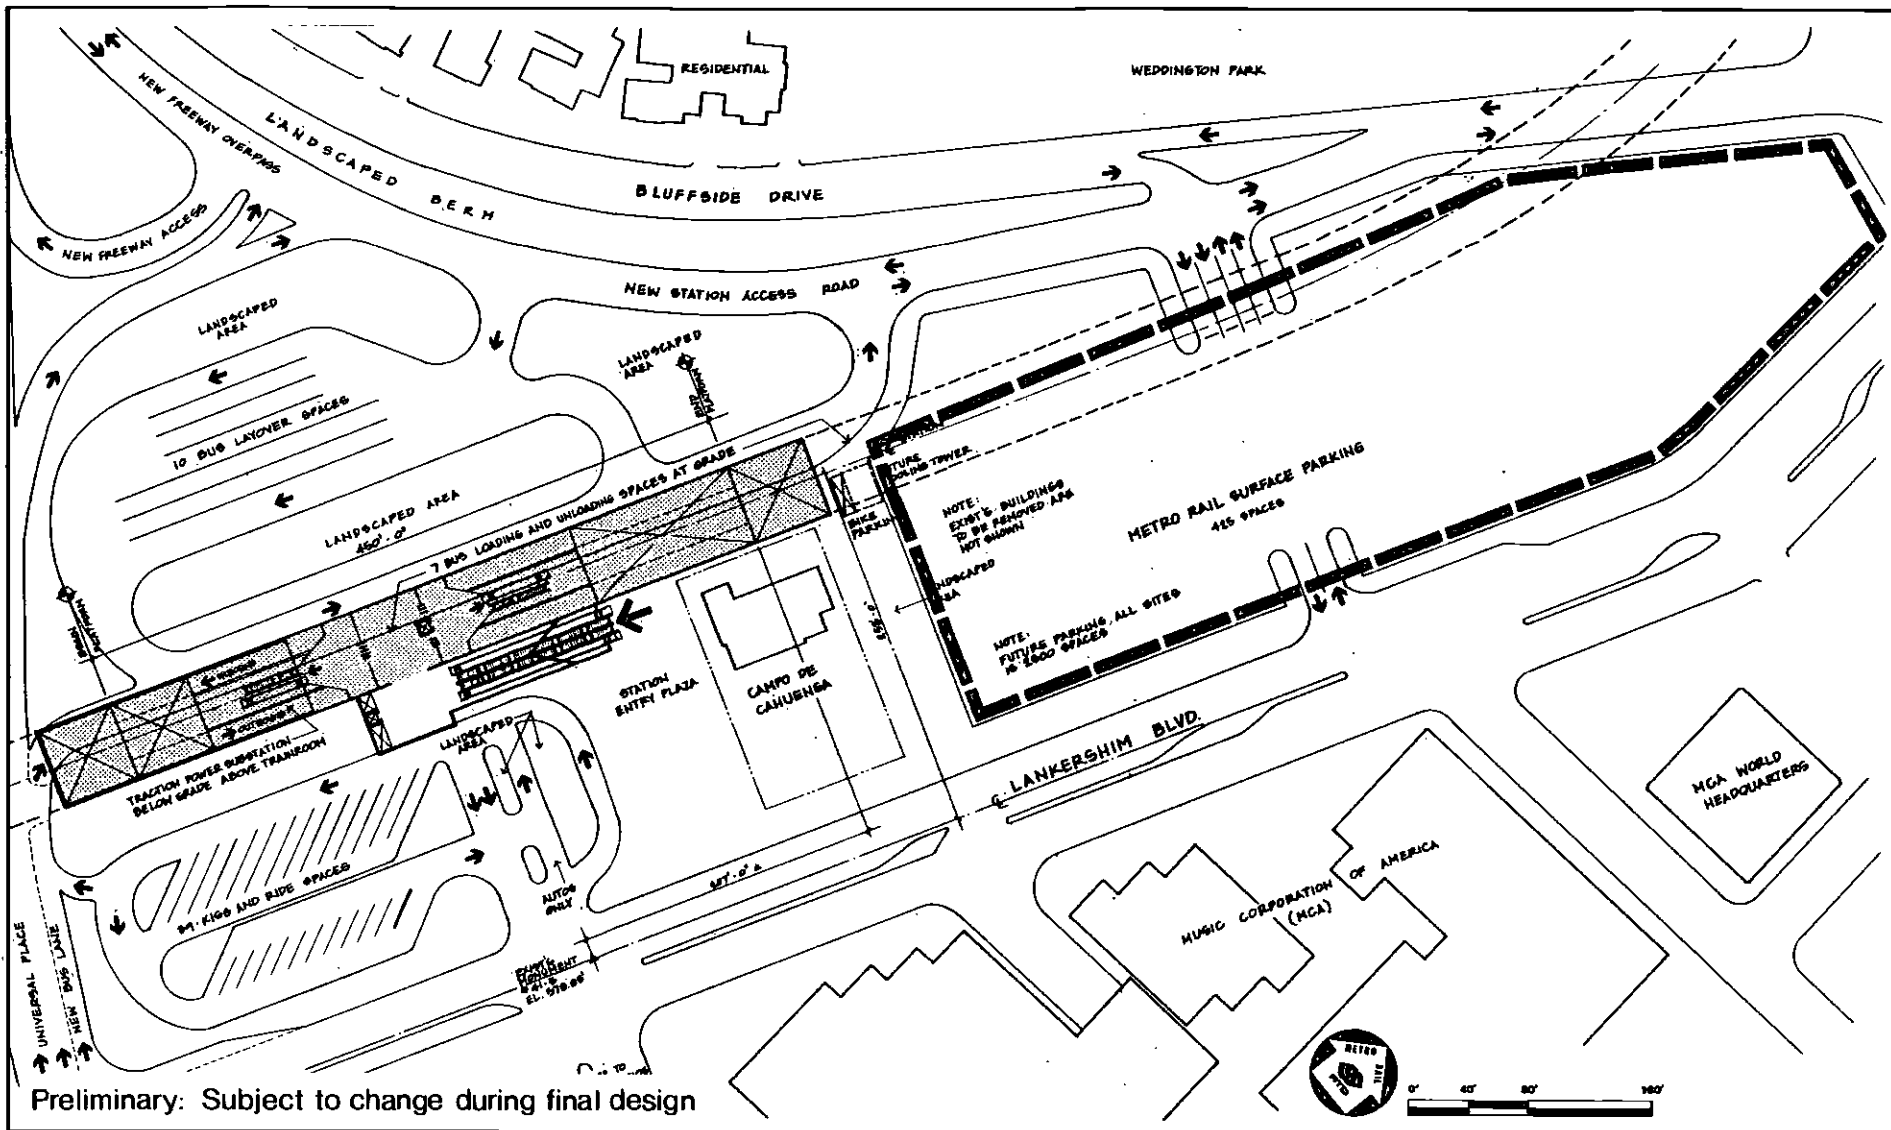 RESIDENTIAL
WEDDINGTON PARK
NEW FREEWAY OVERPASS
LANDSCAPED BERM
BLUFFSIDE DRIVE
NEW FREEWAY ACCESS
NEW STATION ACCESS ROAD
LANDSCAPED
AREA
LANDSCAPED
AREA
10 BUS LAYOVER SPACES
LANDSCAPED AREA
450'-0"
7 BUS LOADING AND UNLOADING SPACES AT GRADE
COOLING TOWER
BIKE
PARKING
NOTE:
EXIST'G BUILDINGS
TO BE REMOVED ARE
NOT SHOWN
METRO RAIL SURFACE PARKING
425 SPACES
NOTE:
FUTURE PARKING, ALL SITES
IS 2500 SPACES
STATION
ENTRY PLAZA
CAMPO DE
CAHUENGA
INBOUND
OUTBOUND
TRACTION POWER SUBSTATION
BELOW GRADE ABOVE TRAINROOM
LANDSCAPED
AREA
℄ LANKERSHIM BLVD.
MCA WORLD
HEADQUARTERS
MUSIC CORPORATION OF AMERICA
(MCA)
KISS AND RIDE SPACES
AUTOS
ONLY
UNIVERSAL PLACE
NEW BUS LANE
EXIST'G
MONUMENT
METRO
RAIL
RTD
0' 40' 80' 160'
Preliminary: Subject to change during final design